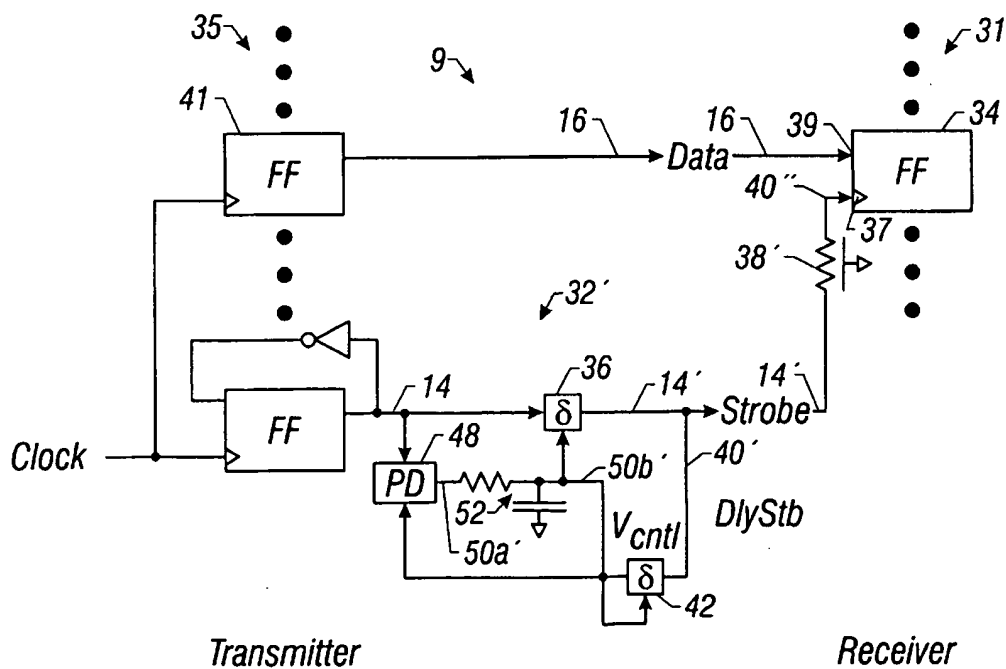 35
31
9
41
16
16
39
34
FF
Data
FF
40″
37
38′
32′
36
14
14′
14′
δ
Strobe
FF
48
Clock
PD
50b′
40′
52
V cntl
DlyStb
50a′
δ
42
Transmitter
Receiver